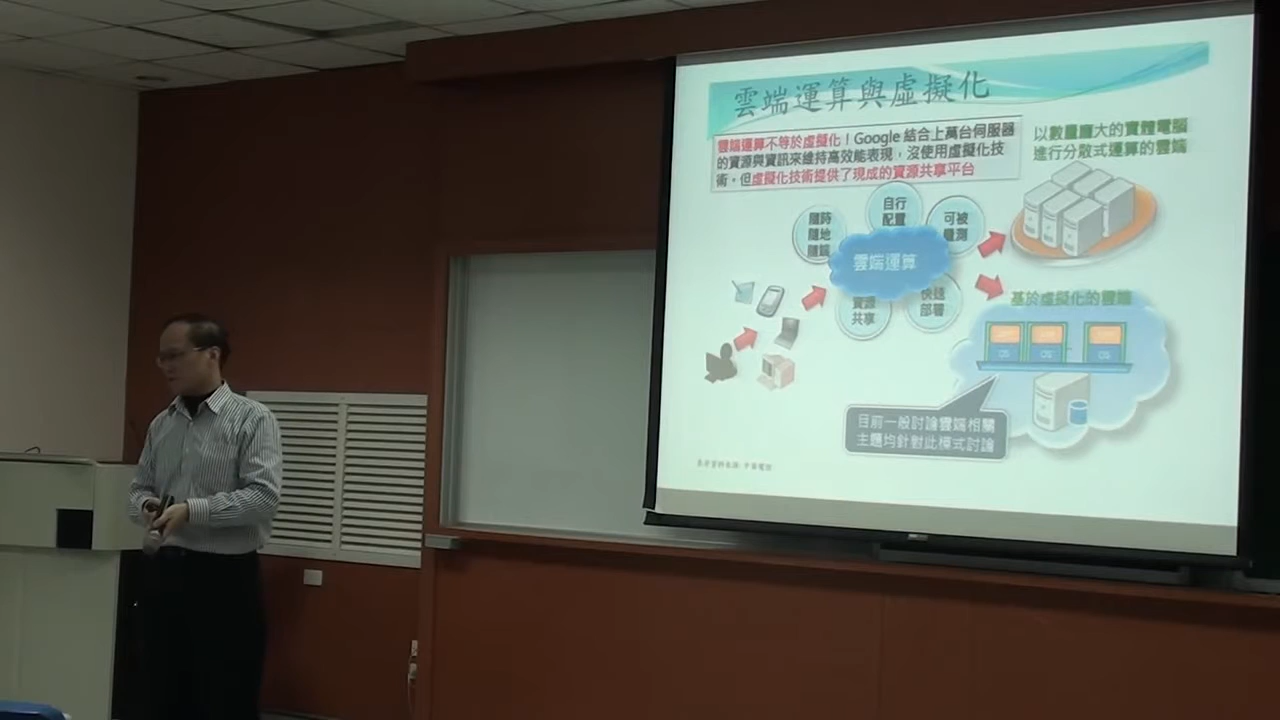 雲端運算與虛擬化
雲端運算不等於虛擬化！Google 結合上萬台伺服器
的資源與資訊來維持高效能表現，沒使用虛擬化技
術，但虛擬化技術提供了現成的資源共享平台
以數量龐大的實體電腦
進行分散式運算的雲端
隨時
隨地
隨端
自行
配置
可被
量測
雲端運算
資源
共享
快速
部署
基於虛擬化的雲端
OS
OS
OS
目前一般討論雲端相關
主題均針對此模式討論